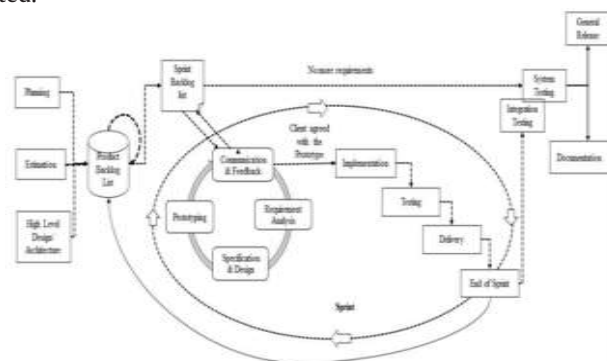 General
Release
Sprint
Backlog
list
No more requirements
System
Testing
Planning
Integration
Testing
Client agreed
with the
Prototype
Product
Backlog
List
Communication
& Feedback
Implementation
Estimation
Documentation
Testing
Prototyping
Requirement
Analysis
High Level
Design
Architecture
Delivery
Specification
& Design
End of Sprint
Sprint